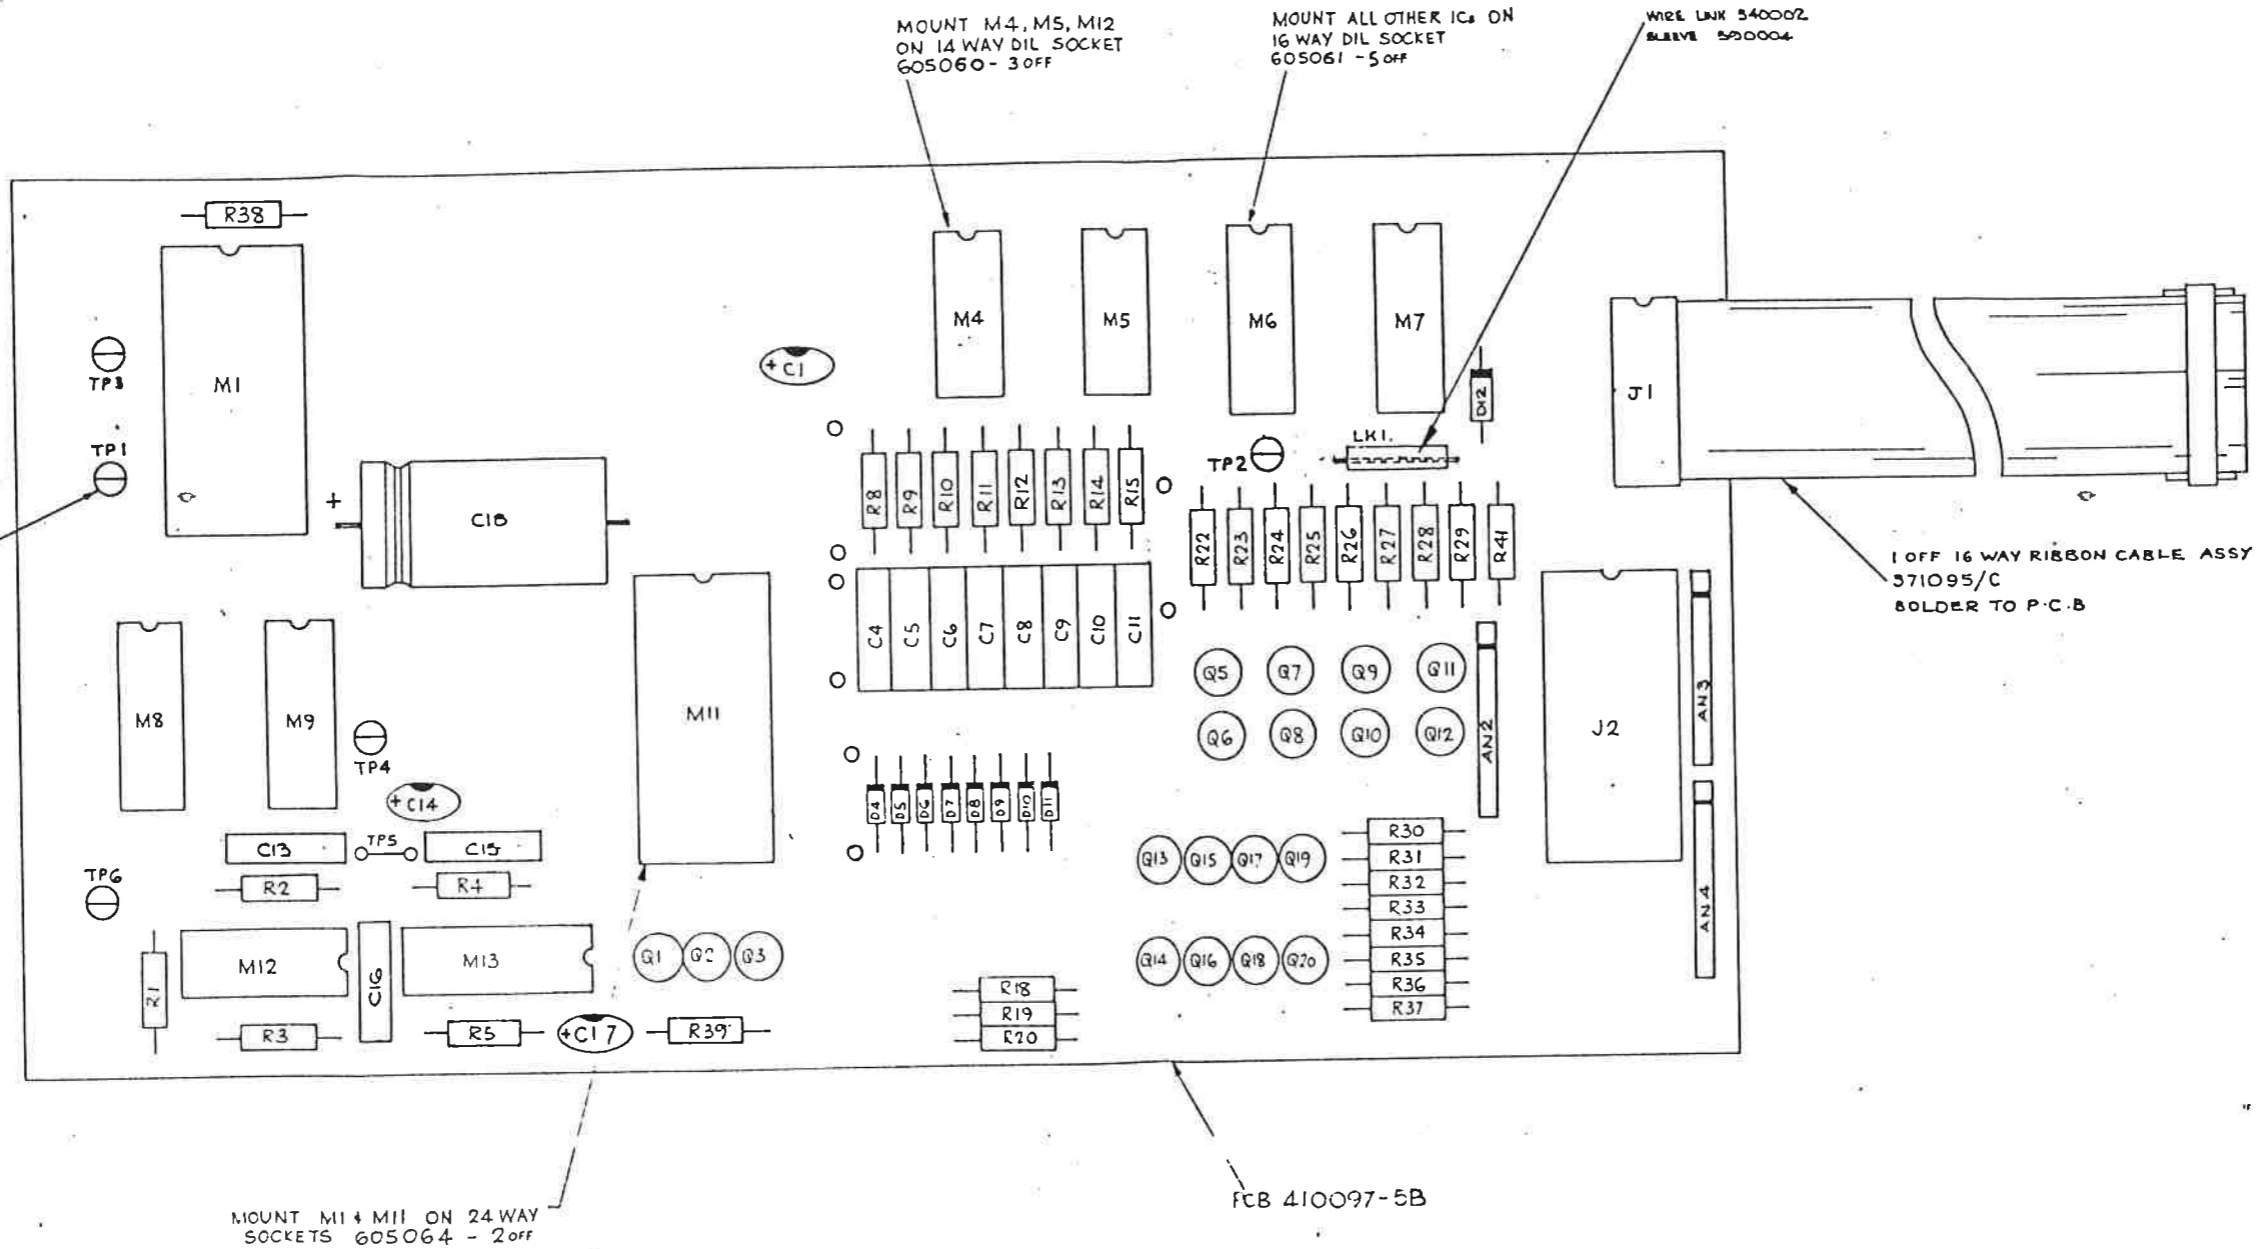 MOUNT M4, M5, M12
ON 14 WAY DIL SOCKET
605060 - 3 OFF
MOUNT ALL OTHER ICs ON
16 WAY DIL SOCKET
605061 - 5 OFF
WIRE LINK 540002
SLEEVE 590004
R38
M1
M4
M5
M6
M7
TP3
TP1
+ C1
D12
J1
LK1.
TP2
+
C18
R8
R9
R10
R11
R12
R13
R14
R15
R22
R23
R24
R25
R26
R27
R28
R29
R41
1 OFF 16 WAY RIBBON CABLE ASSY
571095/C
SOLDER TO P.C.B
C4
C5
C6
C7
C8
C9
C10
C11
M8
M9
M11
TP4
+ C14
Q5
Q7
Q9
Q11
Q6
Q8
Q10
Q12
AN2
J2
AN3
AN4
D4
D5
D6
D7
D8
D9
D10
D11
C13
TP5
C15
R2
R4
TP6
Q13
Q15
Q17
Q19
Q14
Q16
Q18
Q20
R30
R31
R32
R33
R34
R35
R36
R37
R1
M12
C16
M13
Q1
Q2
Q3
R3
R5
+C17
R39
R18
R19
R20
MOUNT M1 & M11 ON 24 WAY
SOCKETS 605064 - 2 OFF
PCB 410097-5B